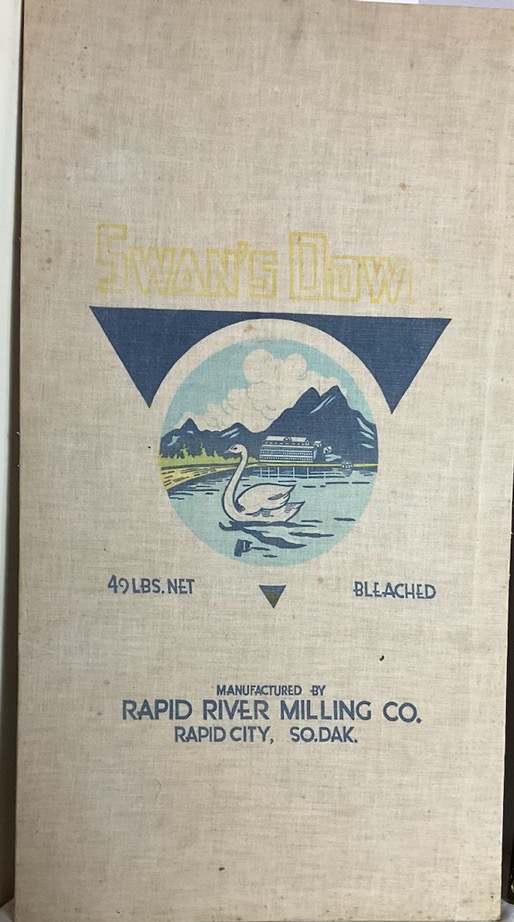 SWAN'S DOWN
49 LBS. NET
BLEACHED
MANUFACTURED BY
RAPID RIVER MILLING CO.
RAPID CITY, SO. DAK.